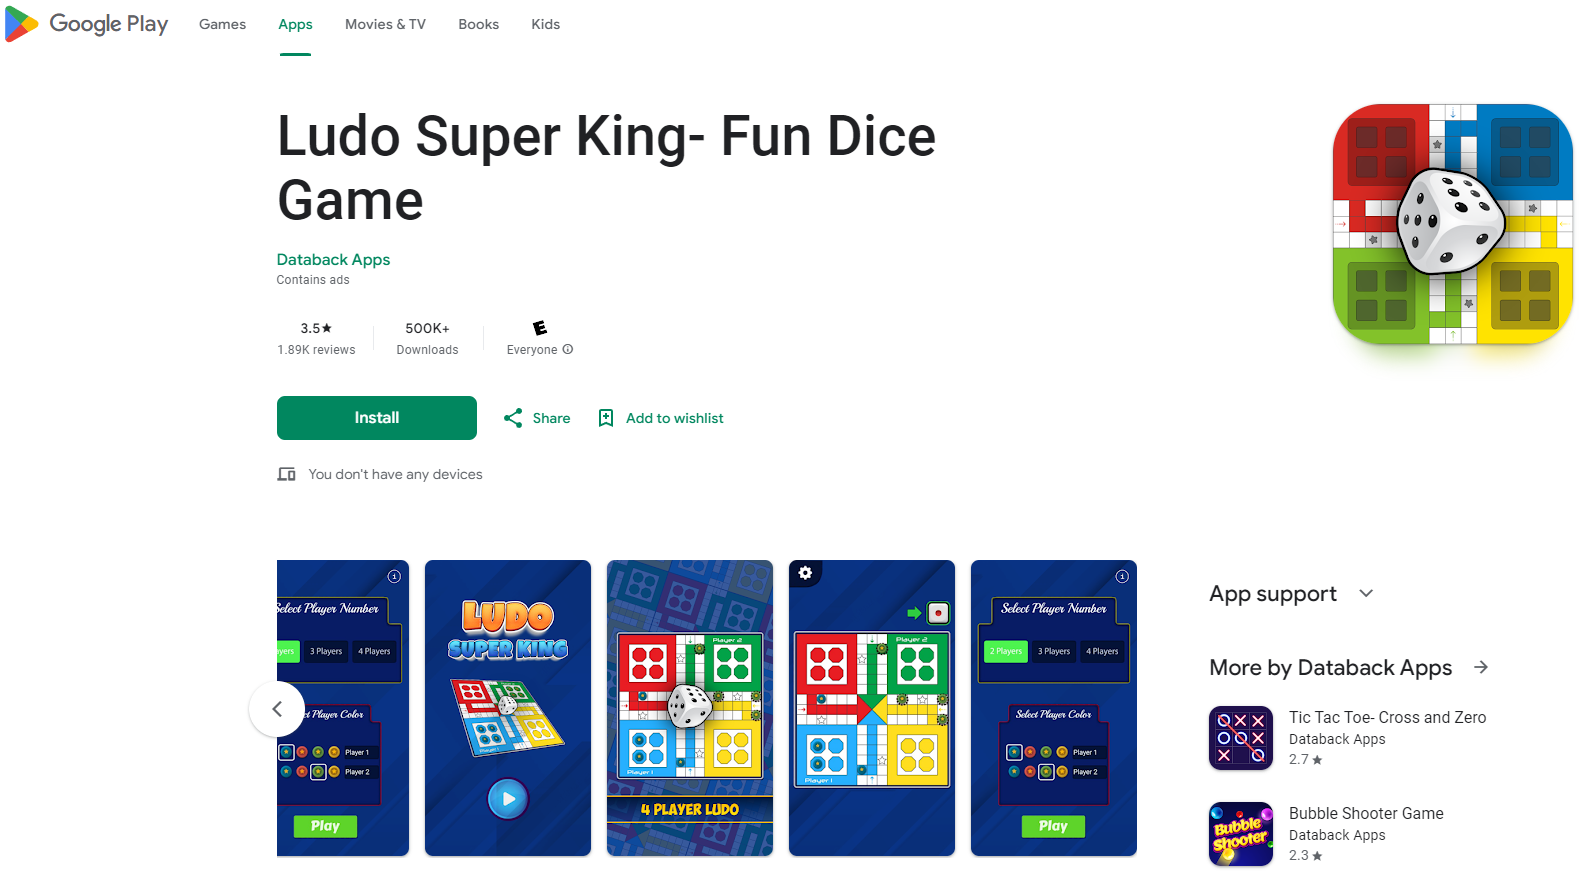 Google Play
Games
Apps
Movies & TV
Books
Kids
Ludo Super King- Fun Dice
Game
Databack Apps
Contains ads
3.5★
1.89K reviews
500K+
Downloads
E
Everyone
Install
Share
Add to wishlist
You don't have any devices
Select Player Number
3 Players
4 Players
Player Color
Player 1
Player 2
Play
LUDO
SUPER KING
Player 1
Player 2
Player 1
4 PLAYER LUDO
Player 2
Player 1
Select Player Number
2 Players
3 Players
4 Players
Select Player Color
Player 1
Player 2
Play
App support
More by Databack Apps
Tic Tac Toe- Cross and Zero
Databack Apps
2.7★
Bubble Shooter
Bubble Shooter Game
Databack Apps
2.3★